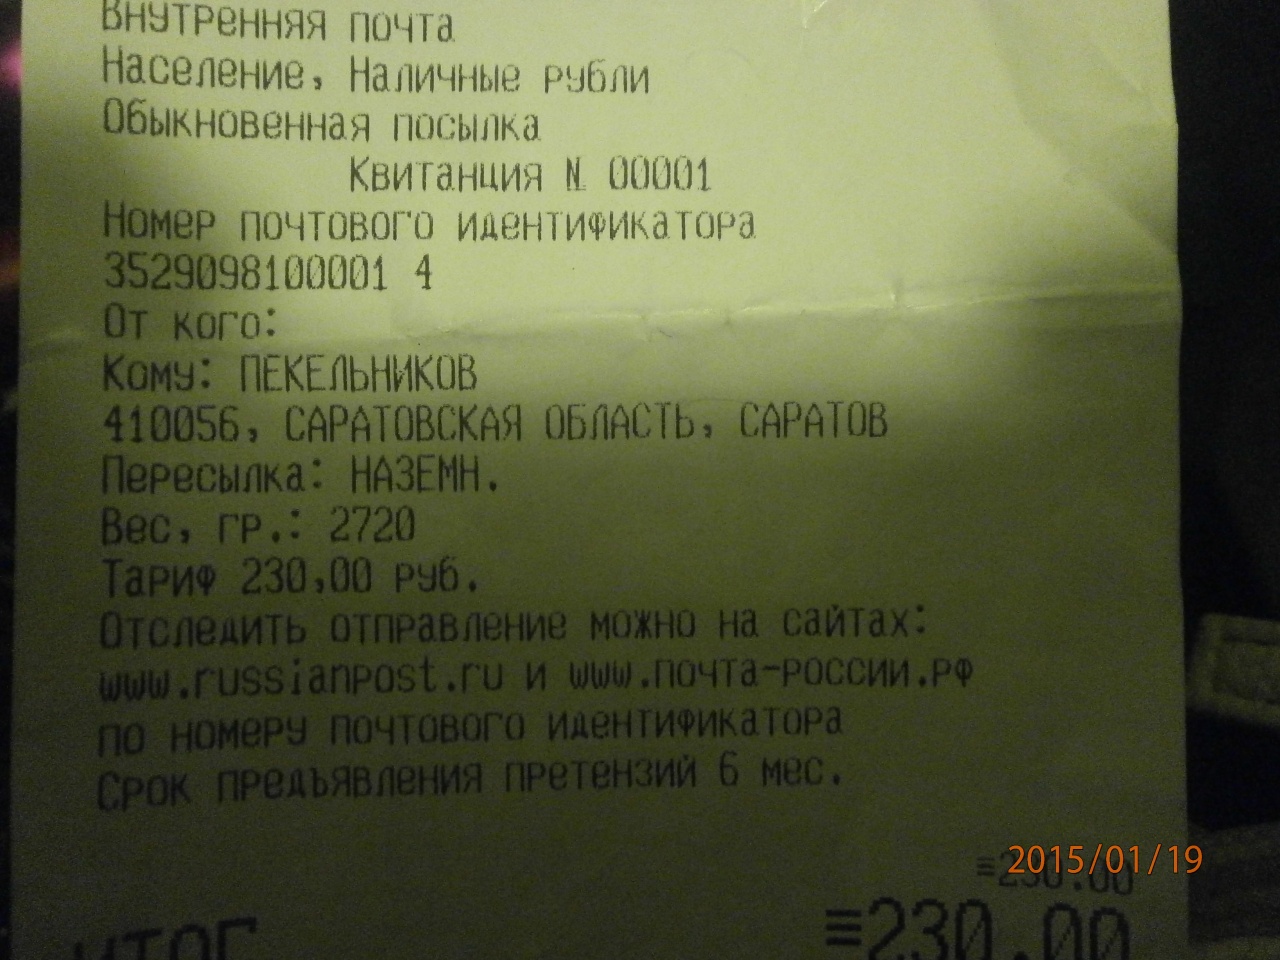 Внутренняя почта
Население, Наличные рубли
Обыкновенная посылка
Квитанция N 00001
Номер почтового идентификатора
3529098100001 4
От кого:
Кому: ПЕКЕЛЬНИКОВ
410056, САРАТОВСКАЯ ОБЛАСТЬ, САРАТОВ
Пересылка: НАЗЕМН.
Вес, гр.: 2720
Тариф 230,00 руб.
Отследить отправление можно на сайтах:
www.russianpost.ru и www.почта-россии.рф
по номеру почтового идентификатора
Срок предъявления претензий 6 мес.
≡230.00
2015/01/19
ИТОГ ≡230.00